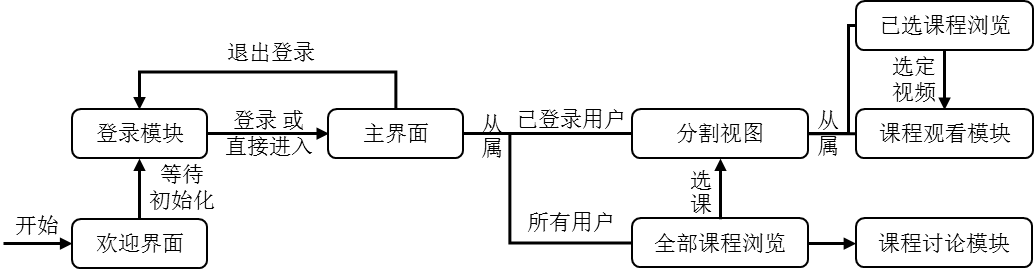 已选课程浏览
退出登录
选定
视频
登录模块
登录 或
直接进入
主界面
从
属
已登录用户
分割视图
从
属
课程观看模块
等待
初始化
选
课
开始
欢迎界面
所有用户
全部课程浏览
课程讨论模块